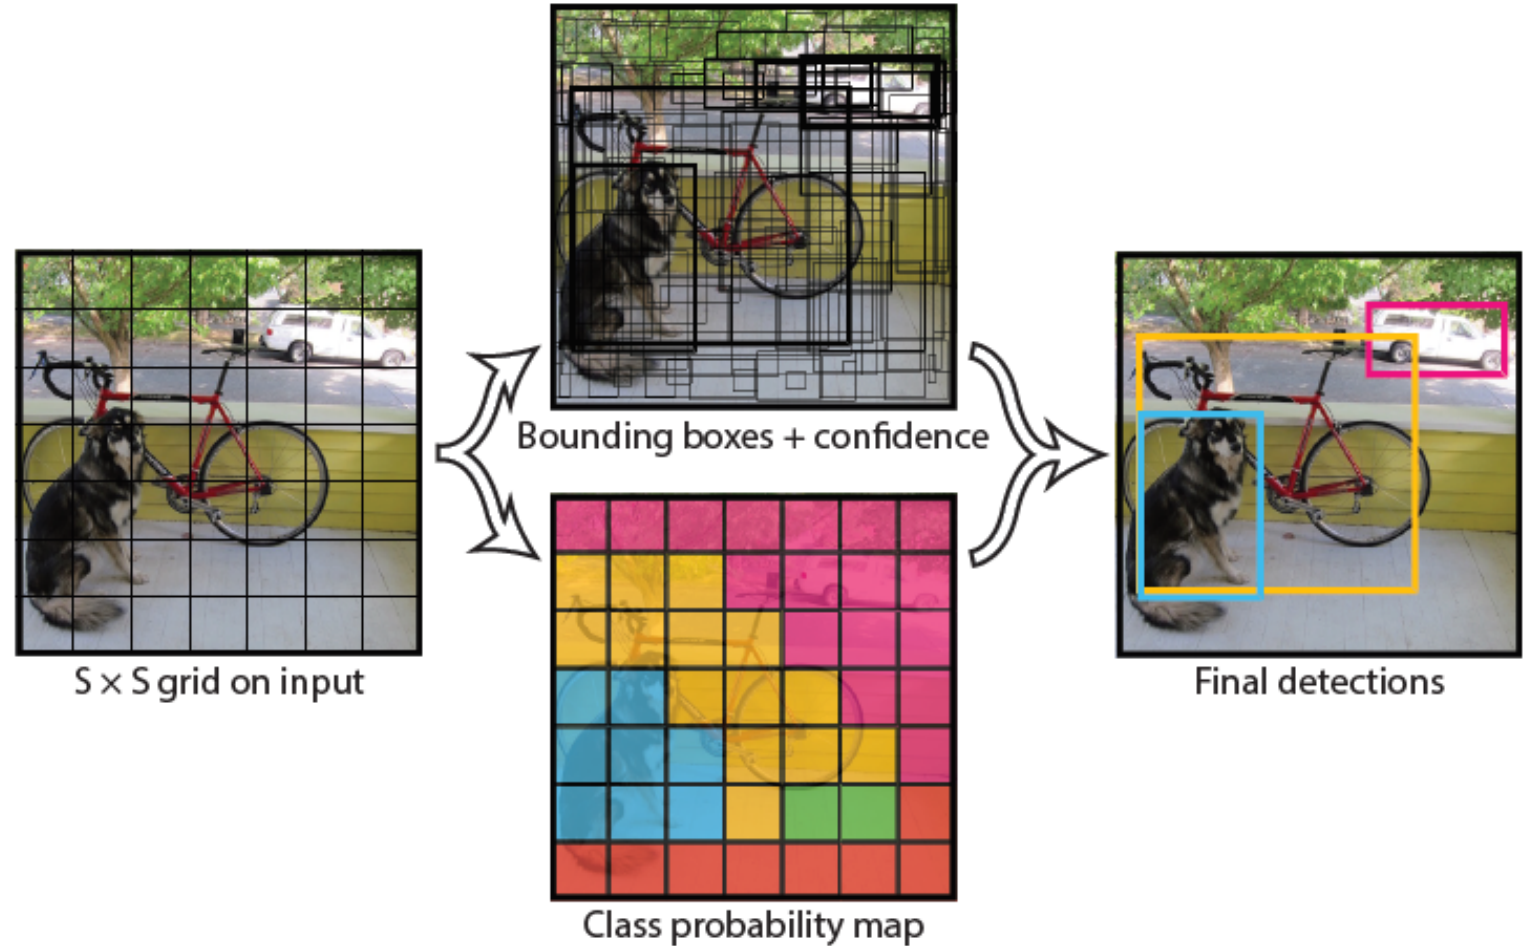 Bounding boxes + confidence
S × S grid on input
Final detections
Class probability map